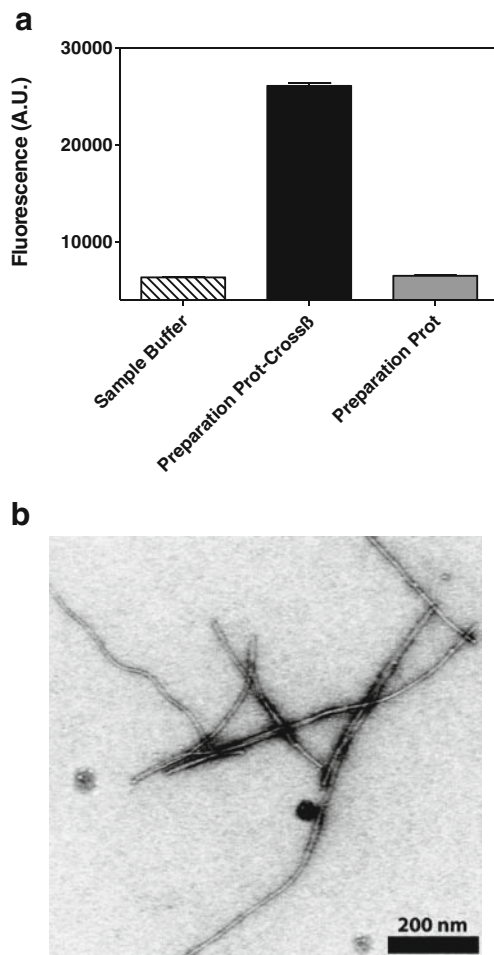 a
30000
20000
10000
Fluorescence (A.U.)
Sample Buffer
Preparation Prot-Crossß
Preparation Prot
b
200 nm